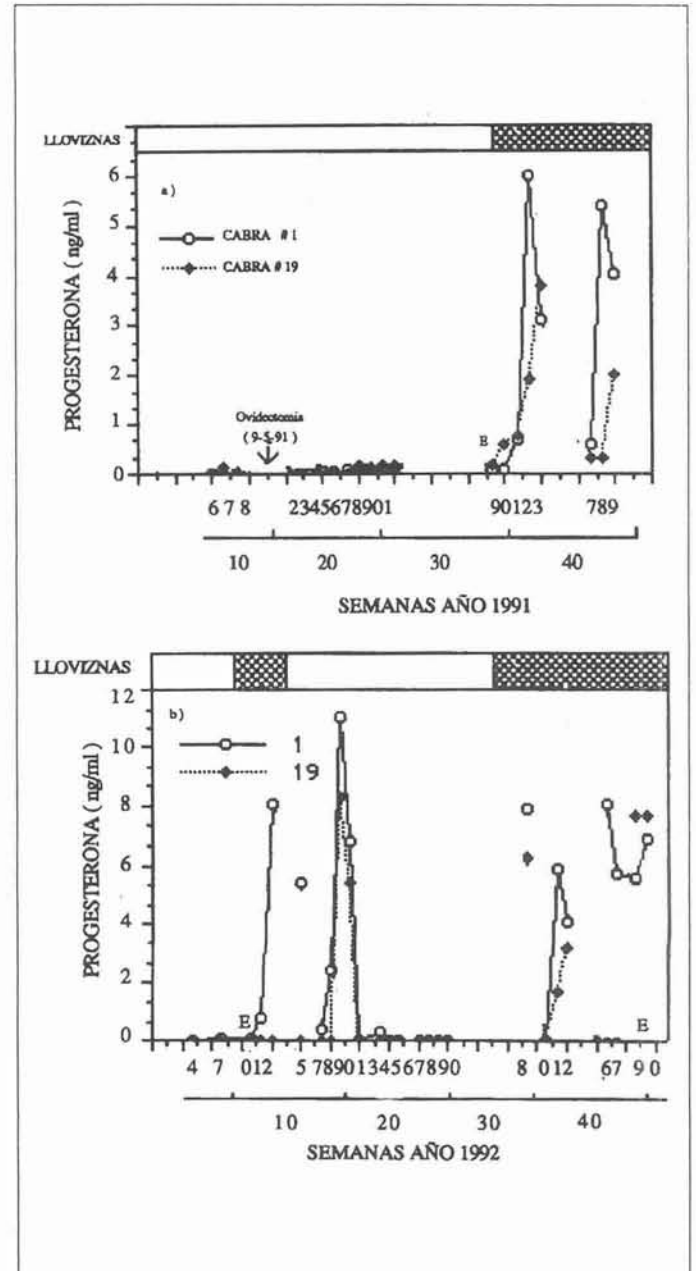 LLOVIZNAS
6
a)
5
CABRA # 1
CABRA # 19
4
3
2
1
Ovidectomia
( 9-5-91)
E
0
PROGESTERONA ( ng/ml )
6 7 8 2345678901 90123 789
10 20 30 40
SEMANAS AÑO 1991
LLOVIZNAS
12
b)
1
10
19
8
6
4
2
E
E
0
PROGESTERONA ( ng/ml )
4 7 012 5 7890134567890 8 012 67 9 0
10 20 30 40
SEMANAS AÑO 1992